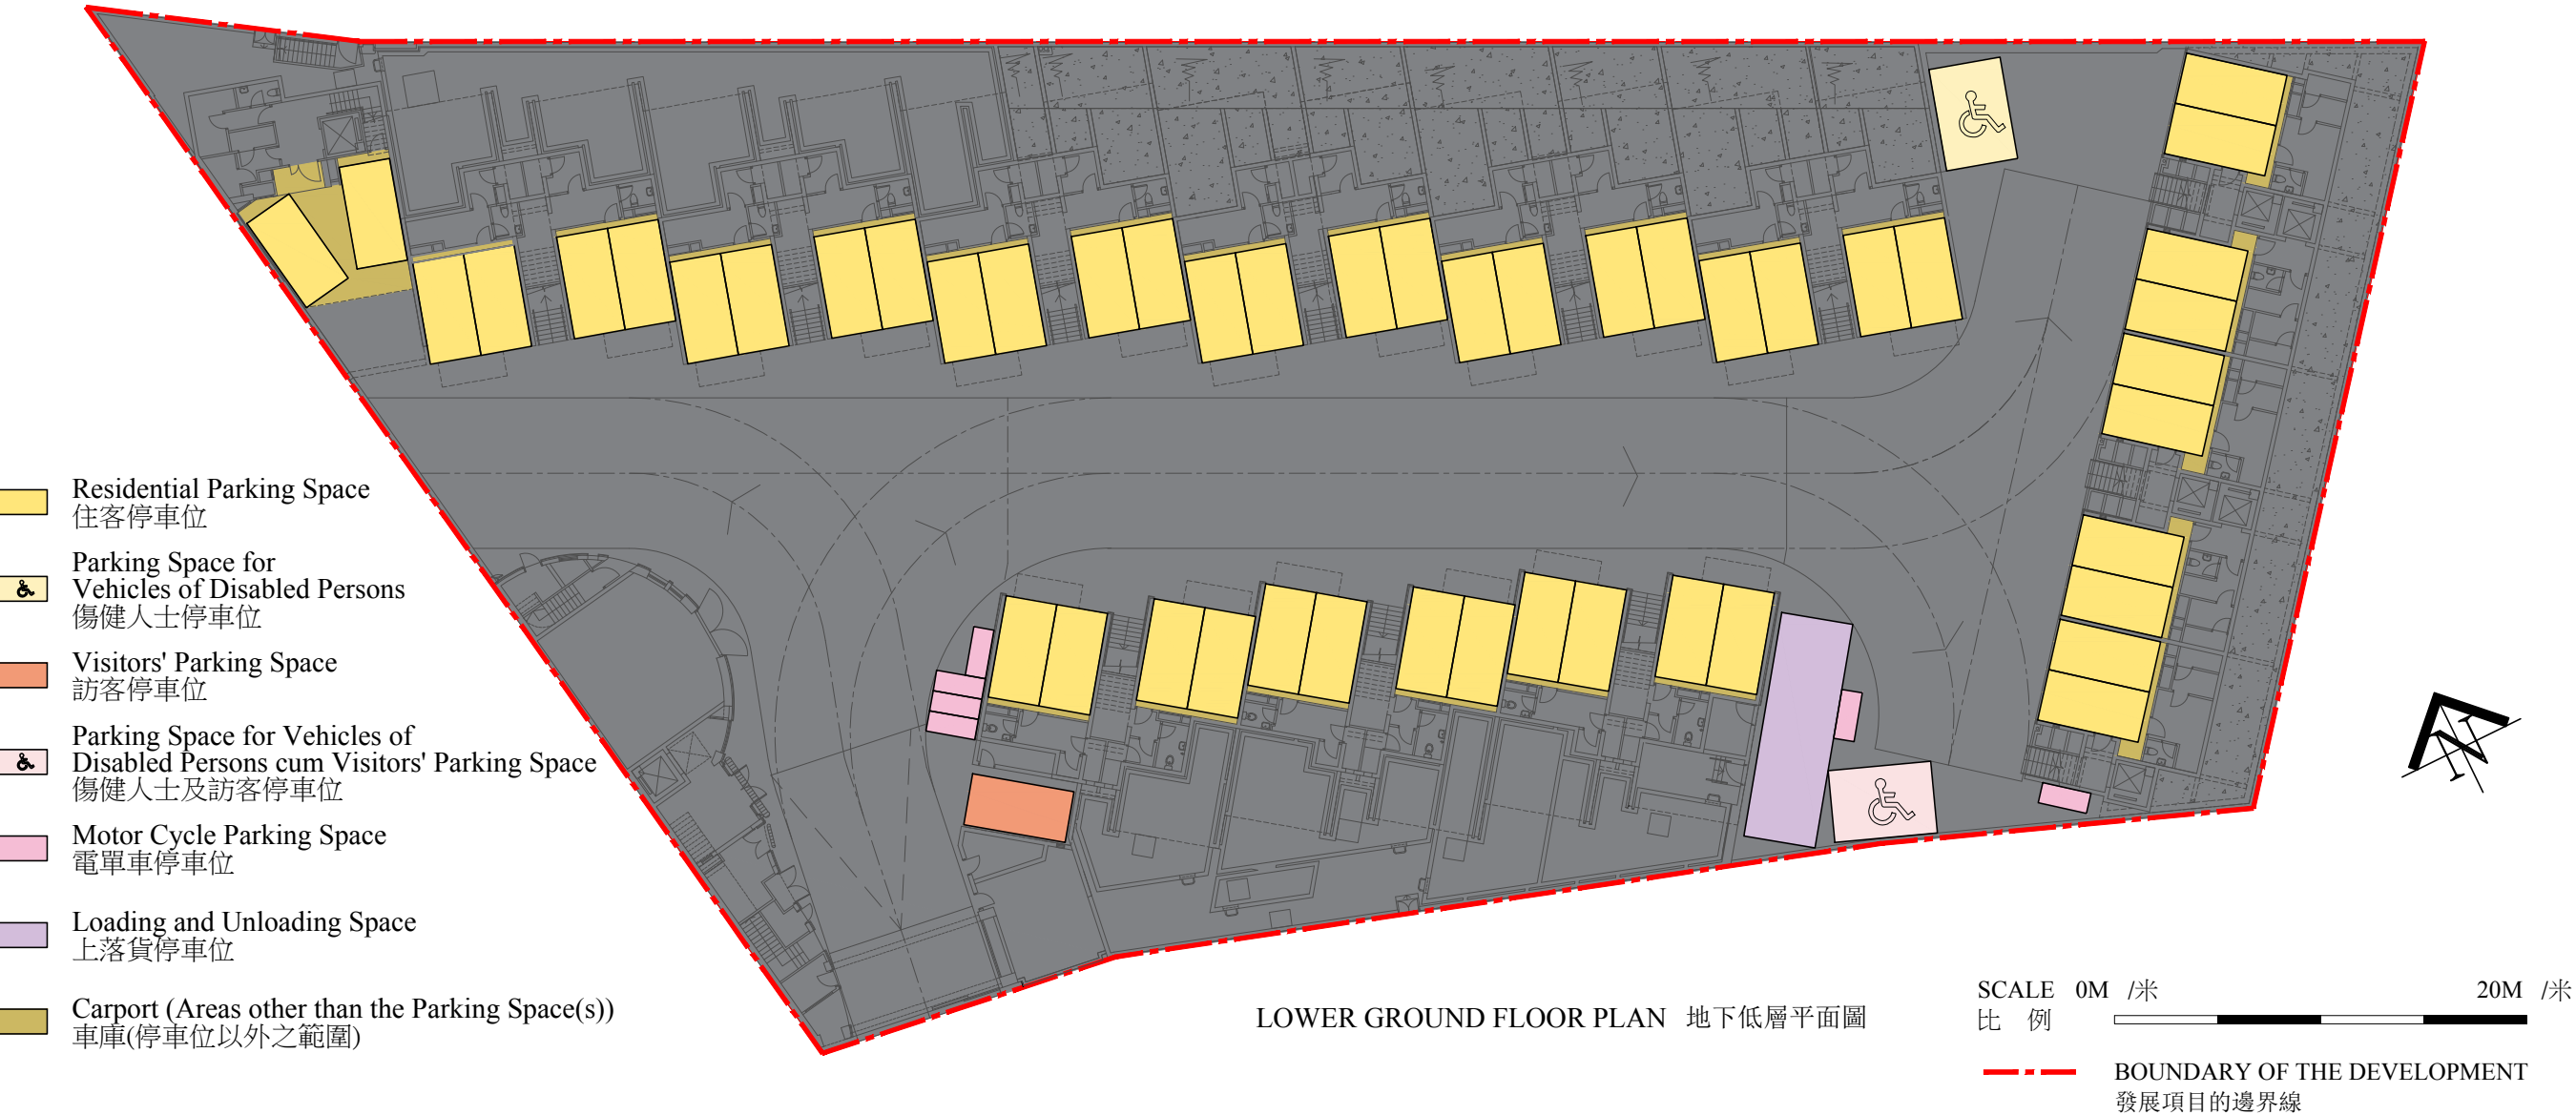 Residential Parking Space
住客停車位
Parking Space for
Vehicles of Disabled Persons
傷健人士停車位
Visitors' Parking Space
訪客停車位
Parking Space for Vehicles of
Disabled Persons cum Visitors' Parking Space
傷健人士及訪客停車位
Motor Cycle Parking Space
電單車停車位
Loading and Unloading Space
上落貨停車位
Carport (Areas other than the Parking Space(s))
車庫(停車位以外之範圍)
LOWER GROUND FLOOR PLAN 地下低層平面圖
SCALE 0M /米 20M /米
比 例
BOUNDARY OF THE DEVELOPMENT
發展項目的邊界線
N